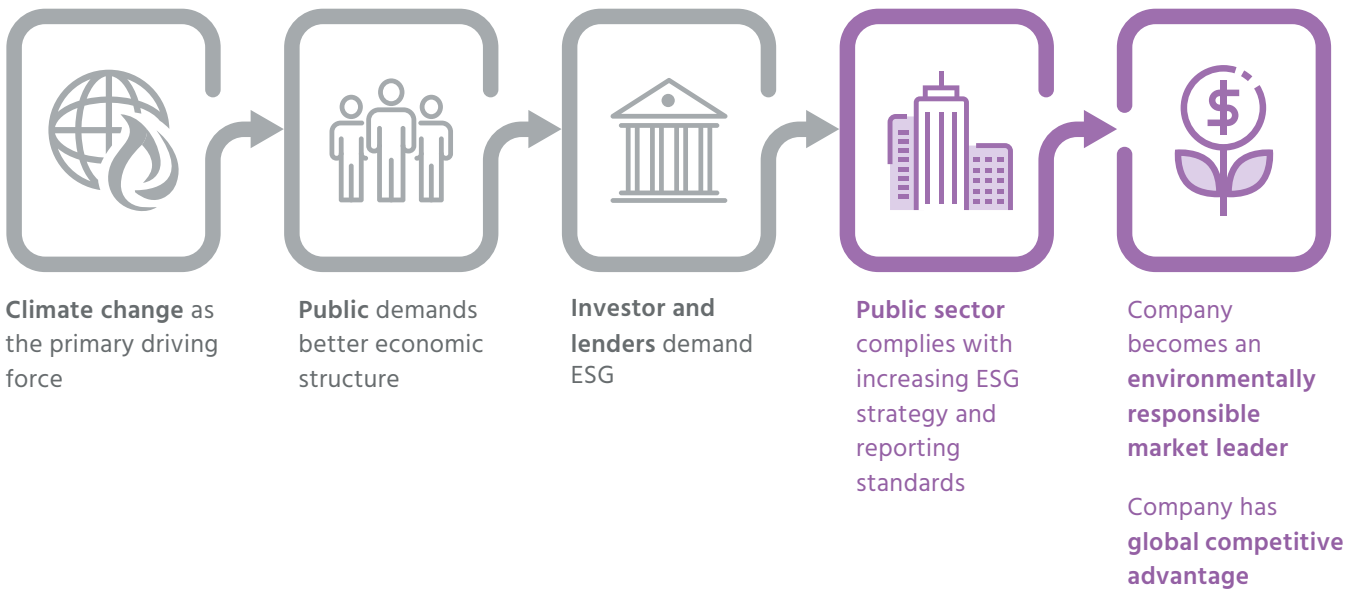 Climate change as
the primary driving
force
Public demands
better economic
structure
Investor and
lenders demand
ESG
Public sector
complies with
increasing ESG
strategy and
reporting
standards
$
Company
becomes an
environmentally
responsible
market leader
Company has
global competitive
advantage